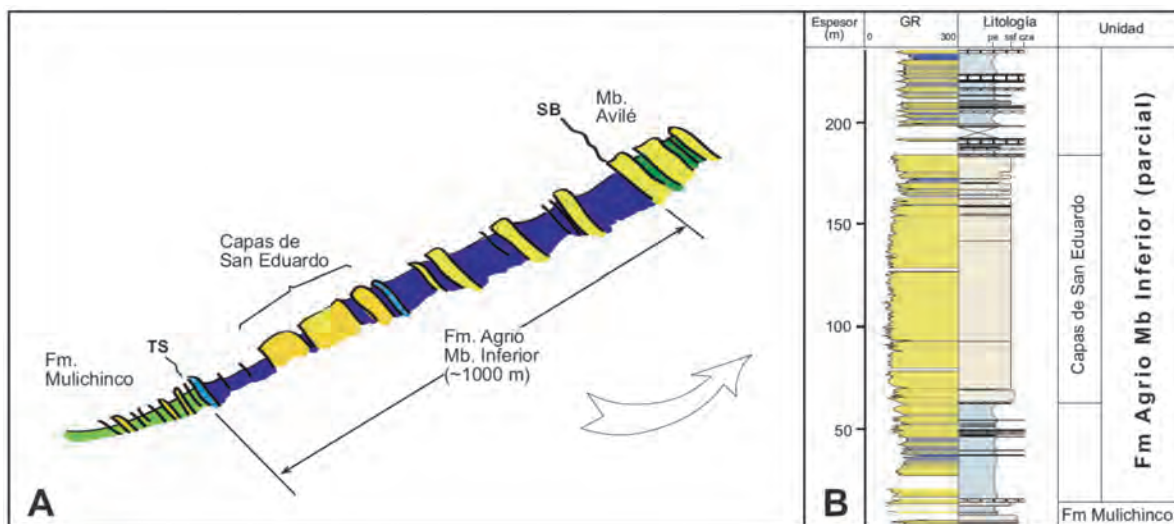 SB
Mb.
Avilé
Capas de
San Eduardo
Fm.
Mulichinco
TS
Fm. Agrio
Mb. Inferior
(~1000 m)
A
Espesor
(m)
GR
0
300
Litología
pe
ssf
cza
Unidad
200
150
100
50
Capas de San Eduardo
Fm Agrio Mb Inferior (parcial)
Fm Mulichinco
B